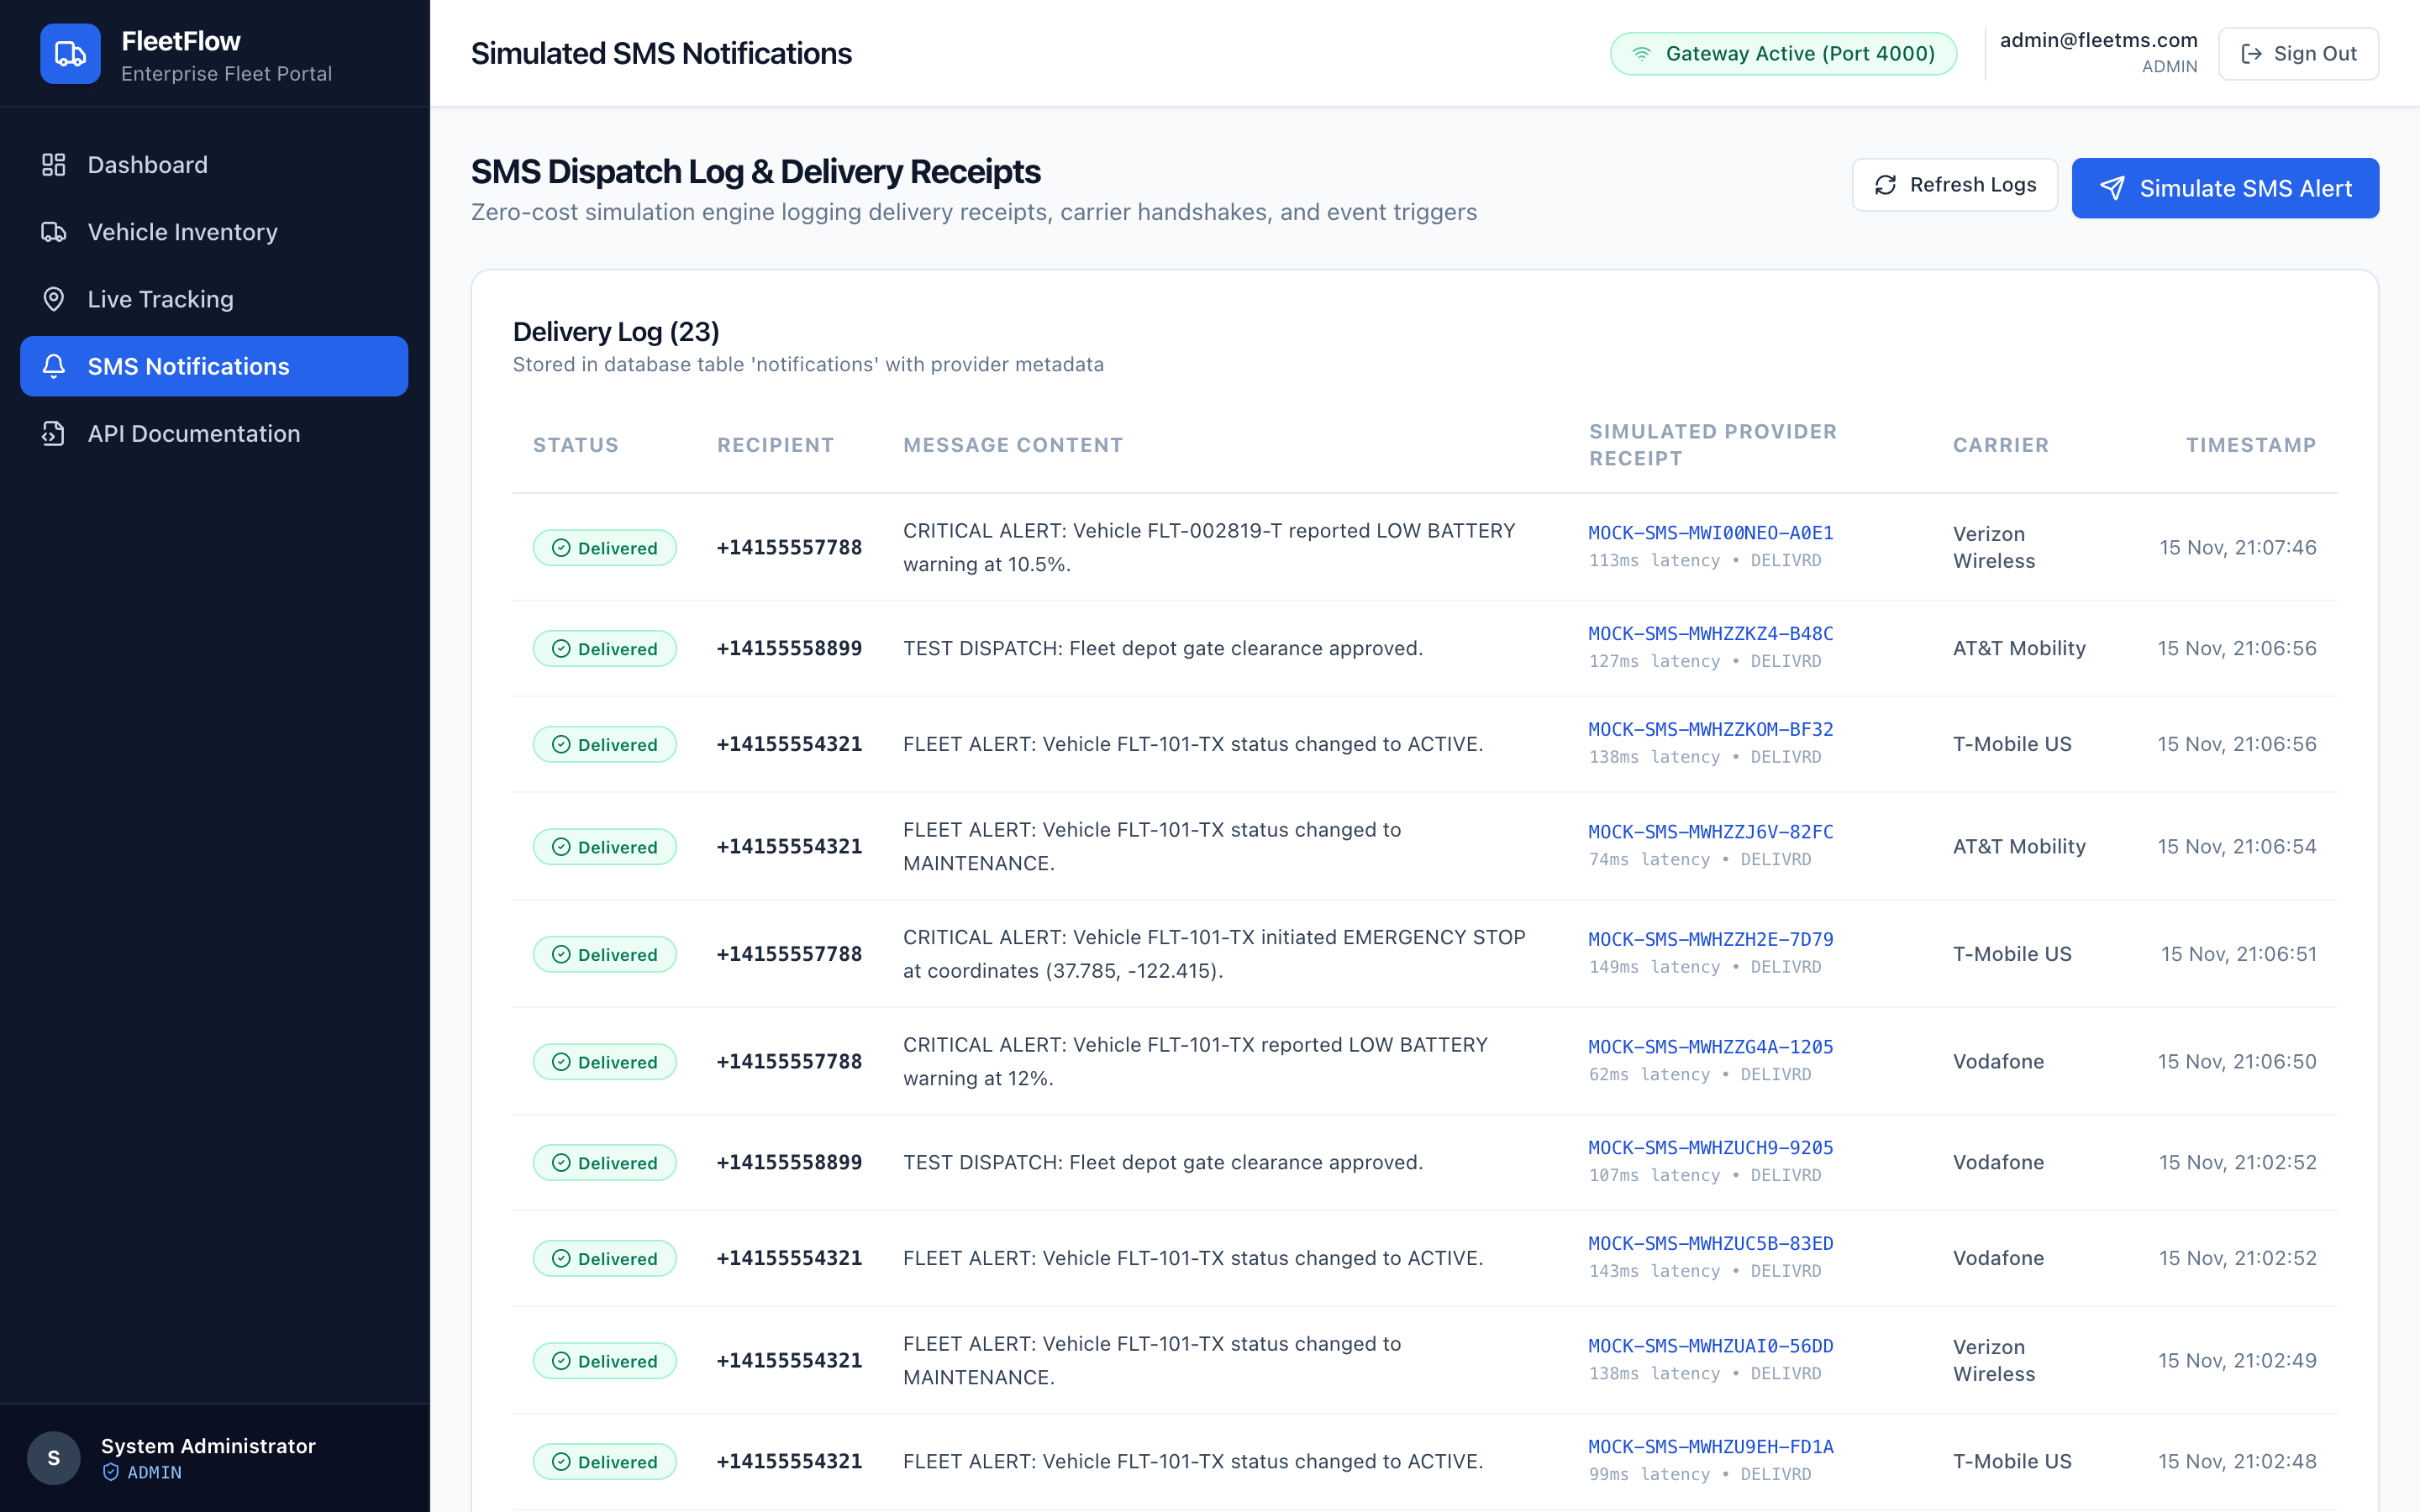 FleetFlow
Enterprise Fleet Portal
Dashboard
Vehicle Inventory
Live Tracking
SMS Notifications
API Documentation
S
System Administrator
ADMIN
Simulated SMS Notifications
Gateway Active (Port 4000)
admin@fleetms.com
ADMIN
Sign Out
SMS Dispatch Log & Delivery Receipts
Zero-cost simulation engine logging delivery receipts, carrier handshakes, and event triggers
Refresh Logs
Simulate SMS Alert
Delivery Log (23)
Stored in database table 'notifications' with provider metadata
STATUS
RECIPIENT
MESSAGE CONTENT
SIMULATED PROVIDER
RECEIPT
CARRIER
TIMESTAMP
Delivered
+14155557788
CRITICAL ALERT: Vehicle FLT-002819-T reported LOW BATTERY
warning at 10.5%.
MOCK-SMS-MWI00NEO-A0E1
113ms latency • DELIVRD
Verizon
Wireless
15 Nov, 21:07:46
Delivered
+14155558899
TEST DISPATCH: Fleet depot gate clearance approved.
MOCK-SMS-MWHZZKZ4-B48C
127ms latency • DELIVRD
AT&T Mobility
15 Nov, 21:06:56
Delivered
+14155554321
FLEET ALERT: Vehicle FLT-101-TX status changed to ACTIVE.
MOCK-SMS-MWHZZKOM-BF32
138ms latency • DELIVRD
T-Mobile US
15 Nov, 21:06:56
Delivered
+14155554321
FLEET ALERT: Vehicle FLT-101-TX status changed to
MAINTENANCE.
MOCK-SMS-MWHZZJ6V-82FC
74ms latency • DELIVRD
AT&T Mobility
15 Nov, 21:06:54
Delivered
+14155557788
CRITICAL ALERT: Vehicle FLT-101-TX initiated EMERGENCY STOP
at coordinates (37.785, -122.415).
MOCK-SMS-MWHZZH2E-7D79
149ms latency • DELIVRD
T-Mobile US
15 Nov, 21:06:51
Delivered
+14155557788
CRITICAL ALERT: Vehicle FLT-101-TX reported LOW BATTERY
warning at 12%.
MOCK-SMS-MWHZZG4A-1205
62ms latency • DELIVRD
Vodafone
15 Nov, 21:06:50
Delivered
+14155558899
TEST DISPATCH: Fleet depot gate clearance approved.
MOCK-SMS-MWHZUCH9-9205
107ms latency • DELIVRD
Vodafone
15 Nov, 21:02:52
Delivered
+14155554321
FLEET ALERT: Vehicle FLT-101-TX status changed to ACTIVE.
MOCK-SMS-MWHZUC5B-83ED
143ms latency • DELIVRD
Vodafone
15 Nov, 21:02:52
Delivered
+14155554321
FLEET ALERT: Vehicle FLT-101-TX status changed to
MAINTENANCE.
MOCK-SMS-MWHZUAI0-56DD
138ms latency • DELIVRD
Verizon
Wireless
15 Nov, 21:02:49
Delivered
+14155554321
FLEET ALERT: Vehicle FLT-101-TX status changed to ACTIVE.
MOCK-SMS-MWHZU9EH-FD1A
99ms latency • DELIVRD
T-Mobile US
15 Nov, 21:02:48